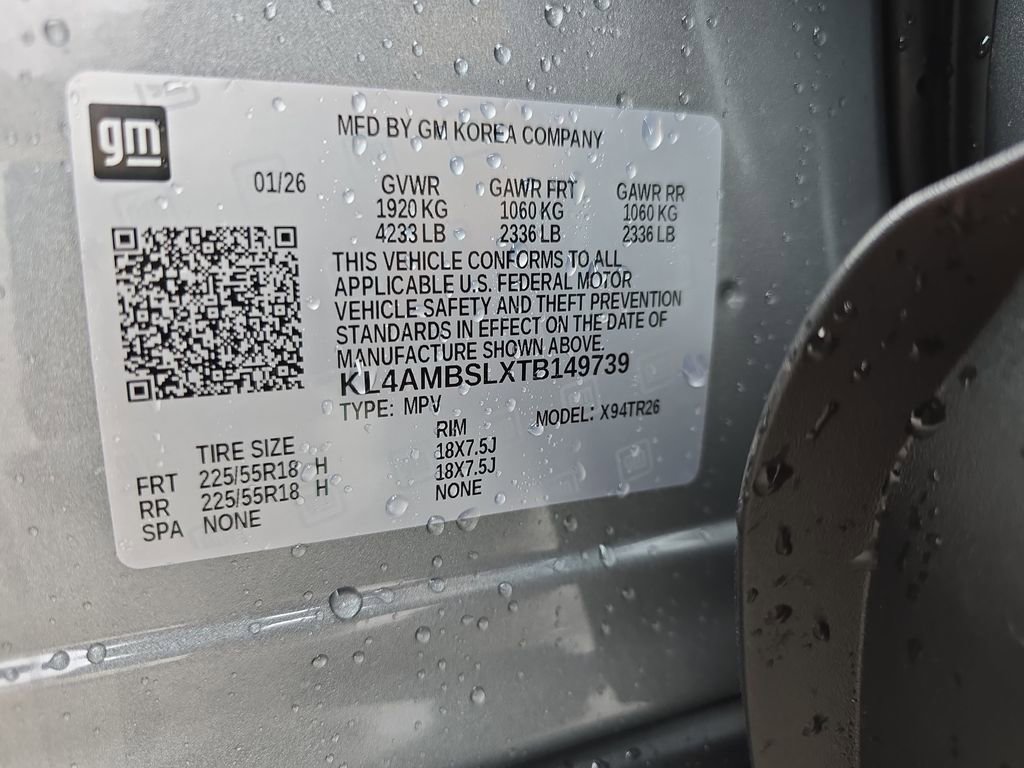 gm
MFD BY GM KOREA COMPANY
01/26 GVWR GAWR FRT GAWR RR
1920 KG 1060 KG 1060 KG
4233 LB 2336 LB 2336 LB
THIS VEHICLE CONFORMS TO ALL
APPLICABLE U.S. FEDERAL MOTOR
VEHICLE SAFETY AND THEFT PREVENTION
STANDARDS IN EFFECT ON THE DATE OF
MANUFACTURE SHOWN ABOVE.
KL4AMBSLXTB149739
TYPE: MPV MODEL: X94TR26
TIRE SIZE RIM
FRT 225/55R18 H 18X7.5J
RR 225/55R18 H 18X7.5J
SPA NONE NONE